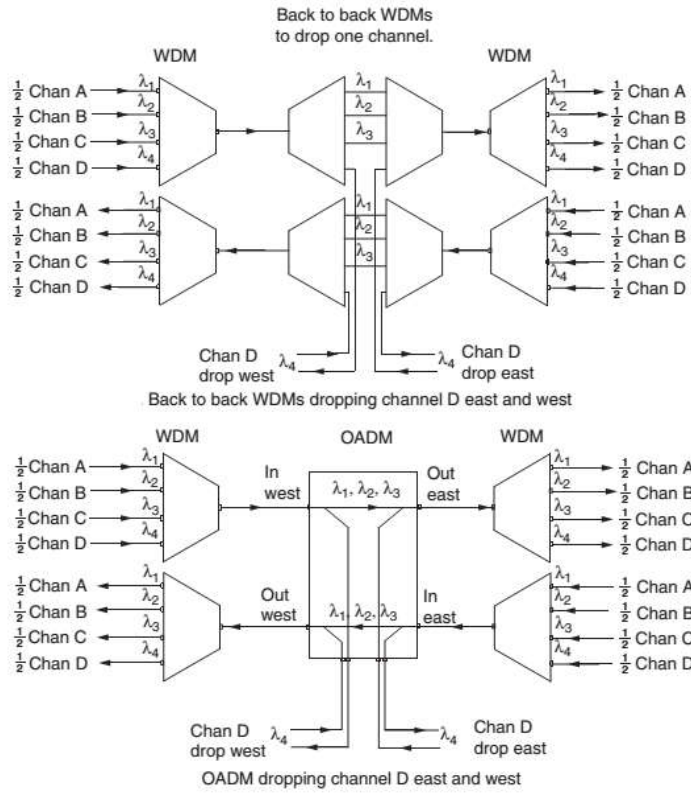 Back to back WDMs
to drop one channel.
WDM
WDM
½ Chan A λ1 λ1 λ1 ½ Chan A
½ Chan B λ2 λ2 λ2 ½ Chan B
½ Chan C λ3 λ3 λ3 ½ Chan C
½ Chan D λ4 λ4 ½ Chan D
½ Chan A λ1 λ1 λ1 ½ Chan A
½ Chan B λ2 λ2 λ2 ½ Chan B
½ Chan C λ3 λ3 λ3 ½ Chan C
½ Chan D λ4 λ4 ½ Chan D
Chan D
drop west
λ4
λ4
Chan D
drop east
Back to back WDMs dropping channel D east and west
WDM
OADM
WDM
½ Chan A λ1 λ1 ½ Chan A
½ Chan B λ2 λ2 ½ Chan B
½ Chan C λ3 λ3 ½ Chan C
½ Chan D λ4 λ4 ½ Chan D
In
west
λ1, λ2, λ3
Out
east
½ Chan A λ1 λ1 ½ Chan A
½ Chan B λ2 λ2 ½ Chan B
½ Chan C λ3 λ3 ½ Chan C
½ Chan D λ4 λ4 ½ Chan D
Out
west
λ1, λ2, λ3
In
east
Chan D
drop west
λ4
λ4
Chan D
drop east
OADM dropping channel D east and west